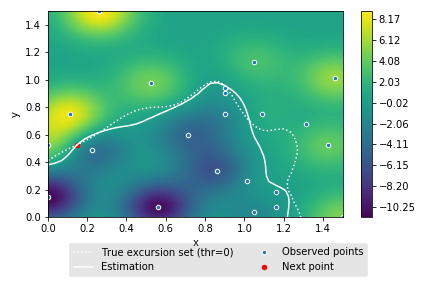 1.4
1.2
1.0
0.8
0.6
0.4
0.2
0.0
y
0.0 0.2 0.4 0.6 0.8 1.0 1.2 1.4
x
8.17
6.12
4.08
2.03
−0.02
−2.06
−4.11
−6.15
−8.20
−10.25
True excursion set (thr=0)
Estimation
Observed points
Next point